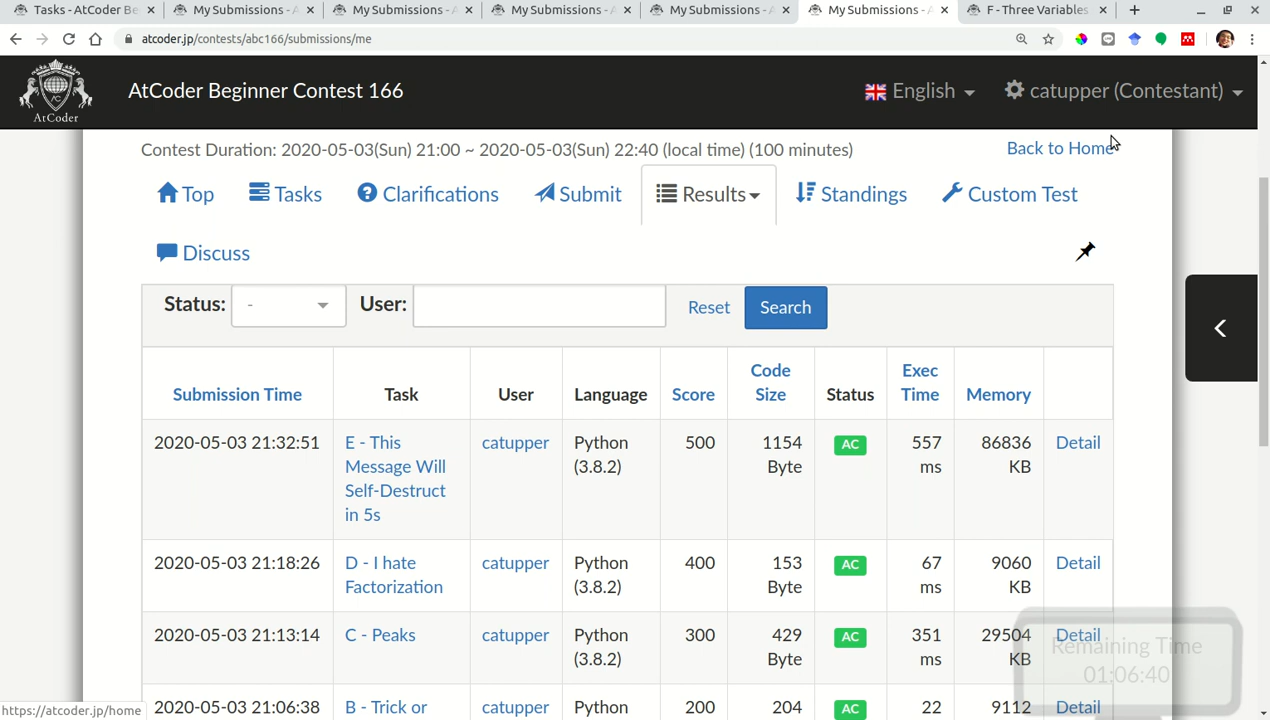 Tasks - AtCoder Be
My Submissions - A
My Submissions - A
My Submissions - A
My Submissions - A
My Submissions - A
F - Three Variables
atcoder.jp/contests/abc166/submissions/me
AtCoder
AtCoder Beginner Contest 166
English
catupper (Contestant)
Contest Duration: 2020-05-03(Sun) 21:00 ~ 2020-05-03(Sun) 22:40 (local time) (100 minutes)
Back to Home
Top
Tasks
Clarifications
Submit
Results
Standings
Custom Test
Discuss
Status:
-
User:
Reset
Search
Submission Time
Task
User
Language
Score
Code
Size
Status
Exec
Time
Memory
2020-05-03 21:32:51
E - This
Message Will
Self-Destruct
in 5s
catupper
Python
(3.8.2)
500
1154
Byte
AC
557
ms
86836
KB
Detail
2020-05-03 21:18:26
D - I hate
Factorization
catupper
Python
(3.8.2)
400
153
Byte
AC
67
ms
9060
KB
Detail
2020-05-03 21:13:14
C - Peaks
catupper
Python
(3.8.2)
300
429
Byte
AC
351
ms
29504
KB
Detail
Remaining Time
01:06:40
2020-05-03 21:06:38
B - Trick or
catupper
Python
200
204
AC
22
9112
Detail
https://atcoder.jp/home